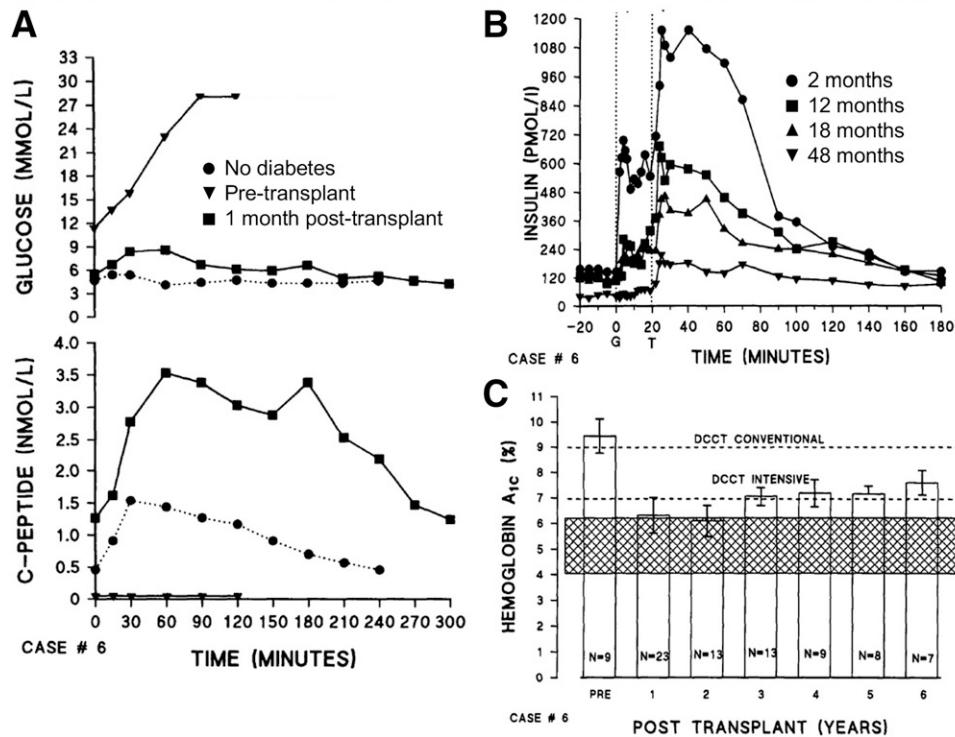 A
GLUCOSE (MMOL/L)
33
30
27
24
21
18
15
12
9
6
3
0
No diabetes
Pre-transplant
1 month post-transplant
C-PEPTIDE (NMOL/L)
4.0
3.5
3.0
2.5
2.0
1.5
1.0
0.5
0
0 30 60 90 120 150 180 210 240 270 300
CASE # 6
TIME (MINUTES)
B
INSULIN (PMOL/l)
1200
1080
960
840
720
600
480
360
240
120
0
2 months
12 months
18 months
48 months
-20 0 20 40 60 80 100 120 140 160 180
G T
CASE # 6
TIME (MINUTES)
C
HEMOGLOBIN A1C (%)
11
10
9
8
7
6
5
4
3
2
1
0
DCCT CONVENTIONAL
DCCT INTENSIVE
N=9 N=23 N=13 N=13 N=9 N=8 N=7
PRE 1 2 3 4 5 6
CASE # 6
POST TRANSPLANT (YEARS)